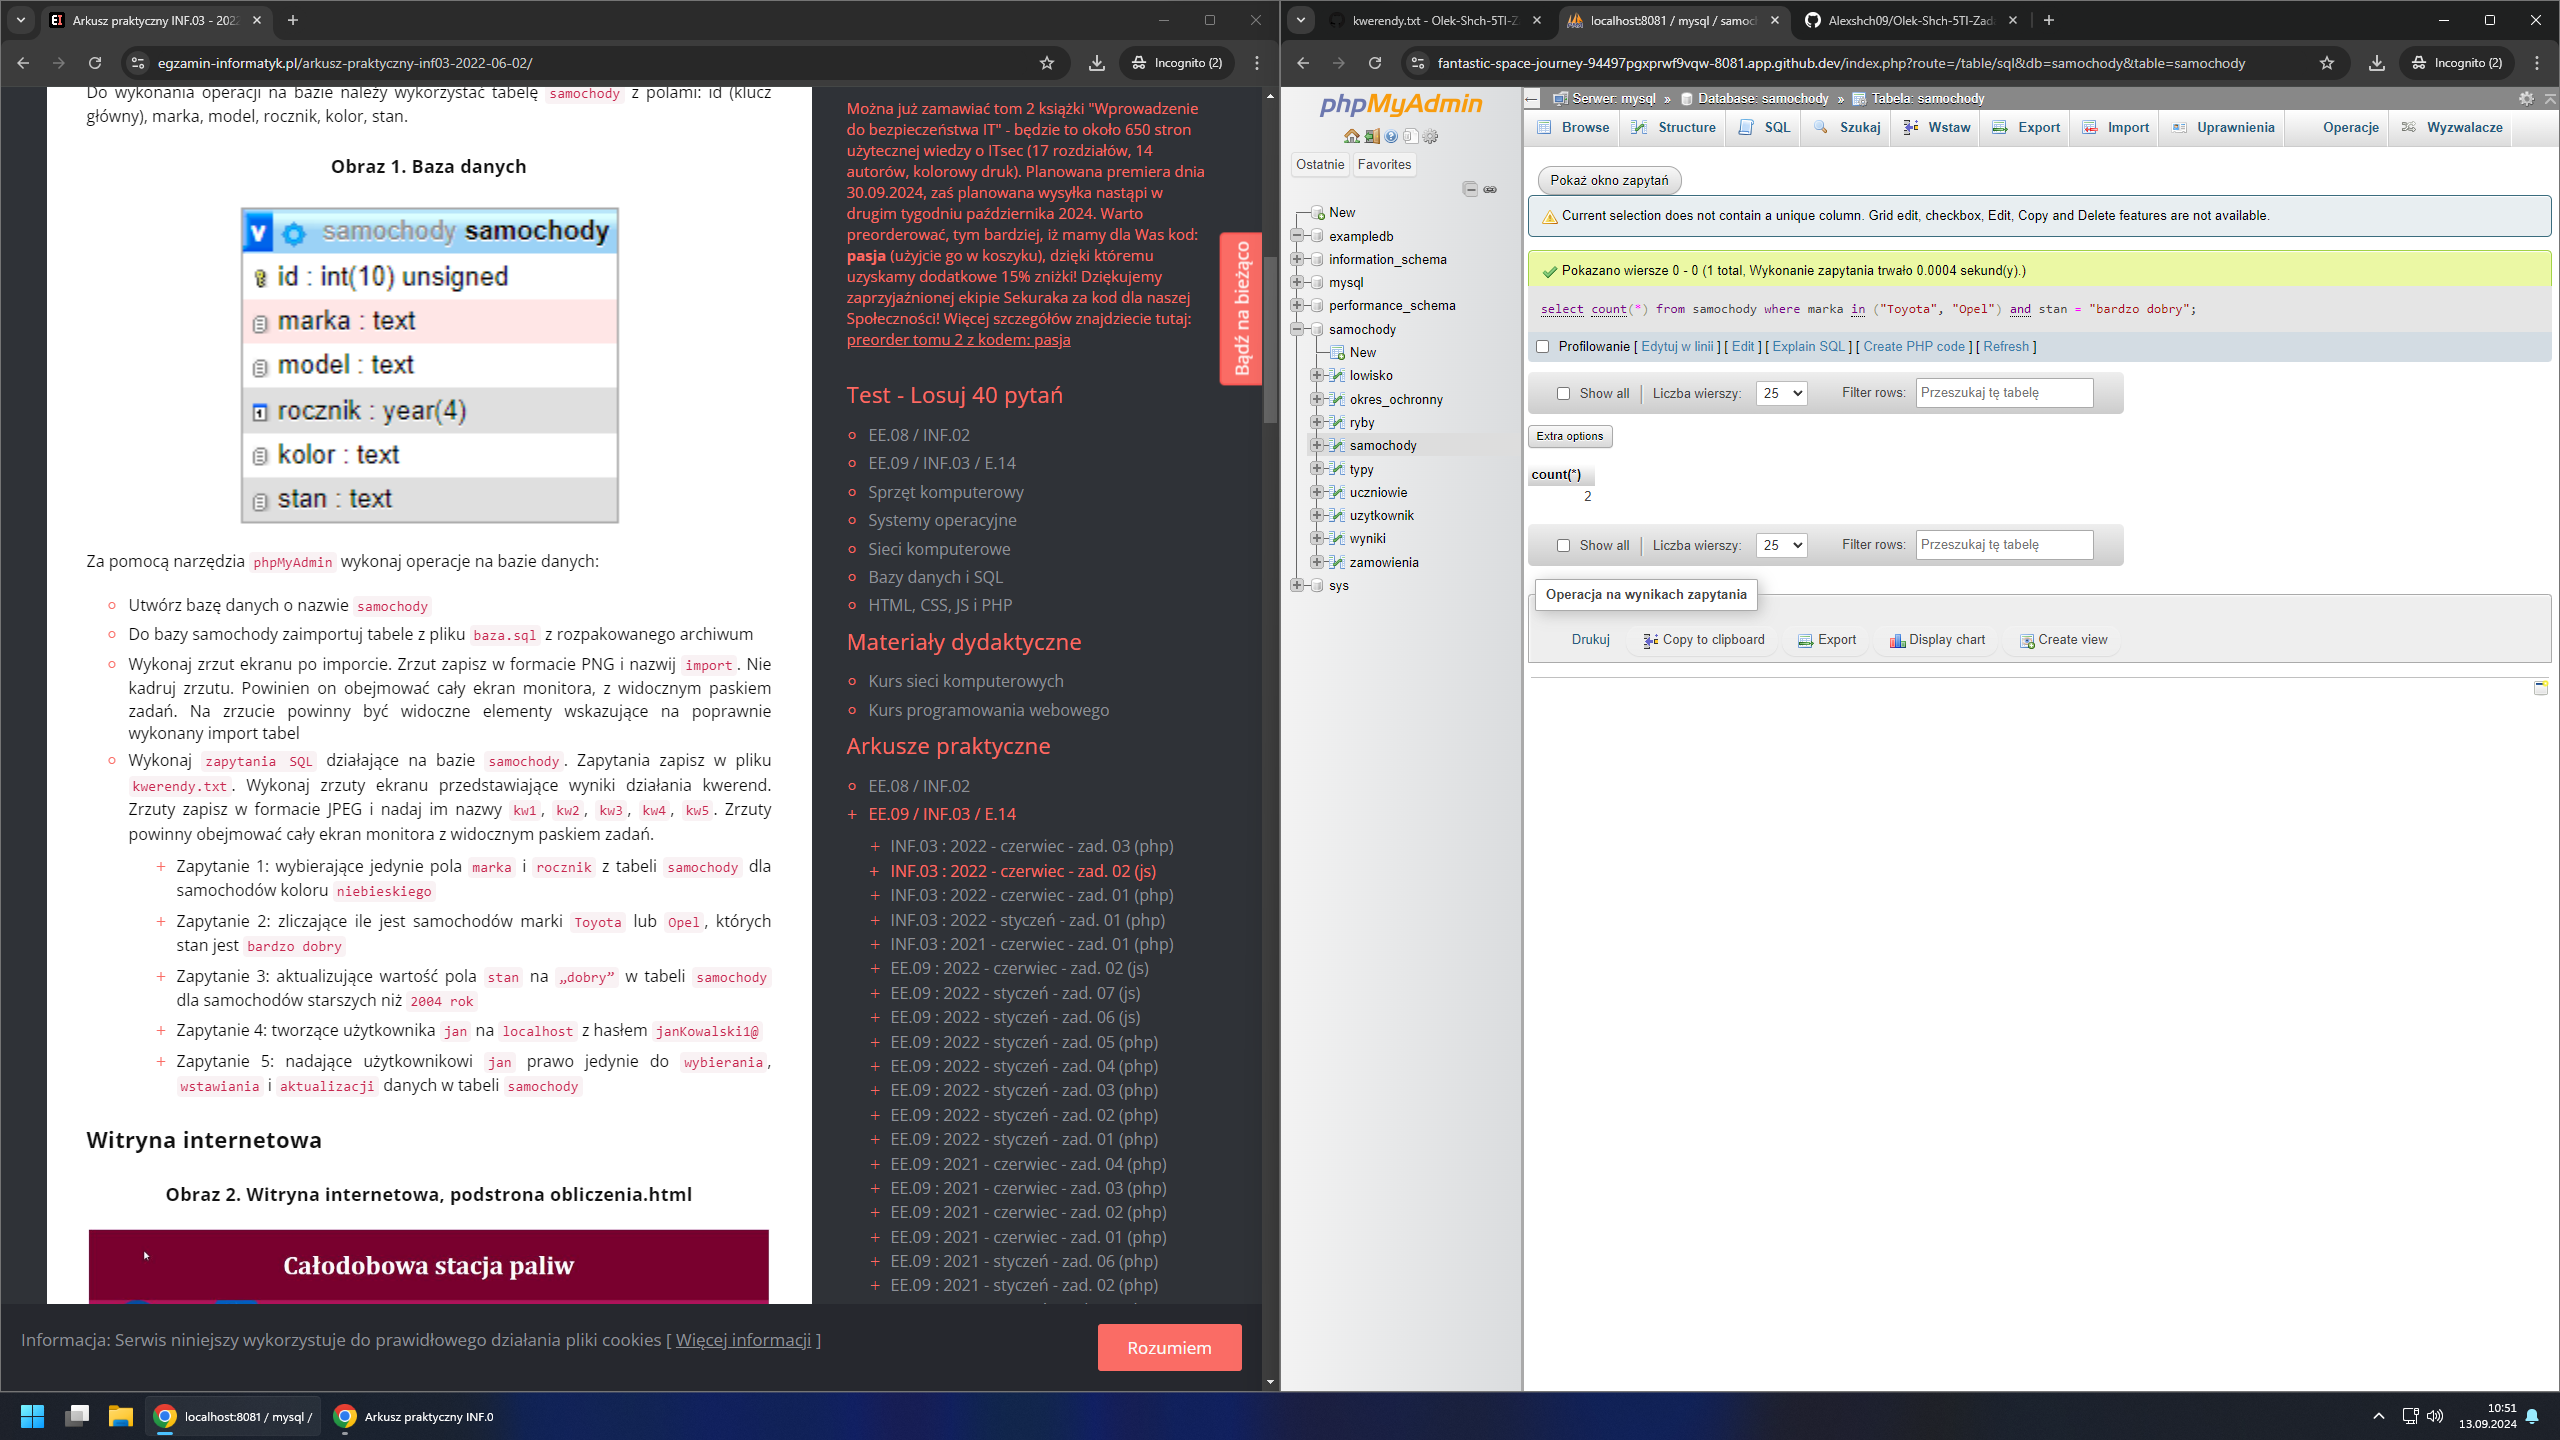 Arkusz praktyczny INF.03 - 2022
egzamin-informatyk.pl/arkusz-praktyczny-inf03-2022-06-02/
Incognito (2)
Do wykonania operacji na bazie należy wykorzystać tabelę samochody z polami: id (klucz
główny), marka, model, rocznik, kolor, stan.
Obraz 1. Baza danych
v samochody samochody
id : int(10) unsigned
marka : text
model : text
rocznik : year(4)
kolor : text
stan : text
Za pomocą narzędzia phpMyAdmin wykonaj operacje na bazie danych:
Utwórz bazę danych o nazwie samochody
Do bazy samochody zaimportuj tabele z pliku baza.sql z rozpakowanego archiwum
Wykonaj zrzut ekranu po imporcie. Zrzut zapisz w formacie PNG i nazwij import. Nie
kadruj zrzutu. Powinien on obejmować cały ekran monitora, z widocznym paskiem
zadań. Na zrzucie powinny być widoczne elementy wskazujące na poprawnie
wykonany import tabel
Wykonaj zapytania SQL działające na bazie samochody. Zapytania zapisz w pliku
kwerendy.txt. Wykonaj zrzuty ekranu przedstawiające wyniki działania kwerend.
Zrzuty zapisz w formacie JPEG i nadaj im nazwy kw1, kw2, kw3, kw4, kw5. Zrzuty
powinny obejmować cały ekran monitora z widocznym paskiem zadań.
+ Zapytanie 1: wybierające jedynie pola marka i rocznik z tabeli samochody dla
samochodów koloru niebieskiego
+ Zapytanie 2: zliczające ile jest samochodów marki Toyota lub Opel, których
stan jest bardzo dobry
+ Zapytanie 3: aktualizujące wartość pola stan na „dobry” w tabeli samochody
dla samochodów starszych niż 2004 rok
+ Zapytanie 4: tworzące użytkownika jan na localhost z hasłem janKowalski1@
+ Zapytanie 5: nadające użytkownikowi jan prawo jedynie do wybierania,
wstawiania i aktualizacji danych w tabeli samochody
Witryna internetowa
Obraz 2. Witryna internetowa, podstrona obliczenia.html
Całodobowa stacja paliw
Można już zamawiać tom 2 książki "Wprowadzenie
do bezpieczeństwa IT" - będzie to około 650 stron
użytecznej wiedzy o ITsec (17 rozdziałów, 14
autorów, kolorowy druk). Planowana premiera dnia
30.09.2024, zaś planowana wysyłka nastąpi w
drugim tygodniu października 2024. Warto
preorderować, tym bardziej, iż mamy dla Was kod:
pasja (użyjcie go w koszyku), dzięki któremu
uzyskamy dodatkowe 15% zniżki! Dziękujemy
zaprzyjaźnionej ekipie Sekuraka za kod dla naszej
Społeczności! Więcej szczegółów znajdziecie tutaj:
preorder tomu 2 z kodem: pasja
Bądź na bieżąco
Test - Losuj 40 pytań
EE.08 / INF.02
EE.09 / INF.03 / E.14
Sprzęt komputerowy
Systemy operacyjne
Sieci komputerowe
Bazy danych i SQL
HTML, CSS, JS i PHP
Materiały dydaktyczne
Kurs sieci komputerowych
Kurs programowania webowego
Arkusze praktyczne
EE.08 / INF.02
+ EE.09 / INF.03 / E.14
+ INF.03 : 2022 - czerwiec - zad. 03 (php)
+ INF.03 : 2022 - czerwiec - zad. 02 (js)
+ INF.03 : 2022 - czerwiec - zad. 01 (php)
+ INF.03 : 2022 - styczeń - zad. 01 (php)
+ INF.03 : 2021 - czerwiec - zad. 01 (php)
+ EE.09 : 2022 - czerwiec - zad. 02 (js)
+ EE.09 : 2022 - styczeń - zad. 07 (js)
+ EE.09 : 2022 - styczeń - zad. 06 (js)
+ EE.09 : 2022 - styczeń - zad. 05 (php)
+ EE.09 : 2022 - styczeń - zad. 04 (php)
+ EE.09 : 2022 - styczeń - zad. 03 (php)
+ EE.09 : 2022 - styczeń - zad. 02 (php)
+ EE.09 : 2022 - styczeń - zad. 01 (php)
+ EE.09 : 2021 - czerwiec - zad. 04 (php)
+ EE.09 : 2021 - czerwiec - zad. 03 (php)
+ EE.09 : 2021 - czerwiec - zad. 02 (php)
+ EE.09 : 2021 - czerwiec - zad. 01 (php)
+ EE.09 : 2021 - styczeń - zad. 06 (php)
+ EE.09 : 2021 - styczeń - zad. 02 (php)
Informacja: Serwis niniejszy wykorzystuje do prawidłowego działania pliki cookies [ Więcej informacji ]
Rozumiem
kwerendy.txt - Olek-Shch-5TI-Z
localhost:8081 / mysql / samoc
Alexshch09/Olek-Shch-5TI-Zad
fantastic-space-journey-94497pgxprwf9vqw-8081.app.github.dev/index.php?route=/table/sql&db=samochody&table=samochody
Incognito (2)
phpMyAdmin
Ostatnie Favorites
New
exampledb
information_schema
mysql
performance_schema
samochody
New
lowisko
okres_ochronny
ryby
samochody
typy
uczniowie
uzytkownik
wyniki
zamowienia
sys
Serwer: mysql » Database: samochody » Tabela: samochody
Browse Structure SQL Szukaj Wstaw Export Import Uprawnienia Operacje Wyzwalacze
Pokaż okno zapytań
Current selection does not contain a unique column. Grid edit, checkbox, Edit, Copy and Delete features are not available.
Pokazano wiersze 0 - 0 (1 total, Wykonanie zapytania trwało 0.0004 sekund(y).)
select count(*) from samochody where marka in ("Toyota", "Opel") and stan = "bardzo dobry";
Profilowanie [ Edytuj w linii ] [ Edit ] [ Explain SQL ] [ Create PHP code ] [ Refresh ]
Show all Liczba wierszy: 25 Filter rows: Przeszukaj tę tabelę
Extra options
count(*)
2
Show all Liczba wierszy: 25 Filter rows: Przeszukaj tę tabelę
Operacja na wynikach zapytania
Drukuj Copy to clipboard Export Display chart Create view
localhost:8081 / mysql /
Arkusz praktyczny INF.0
10:51
13.09.2024